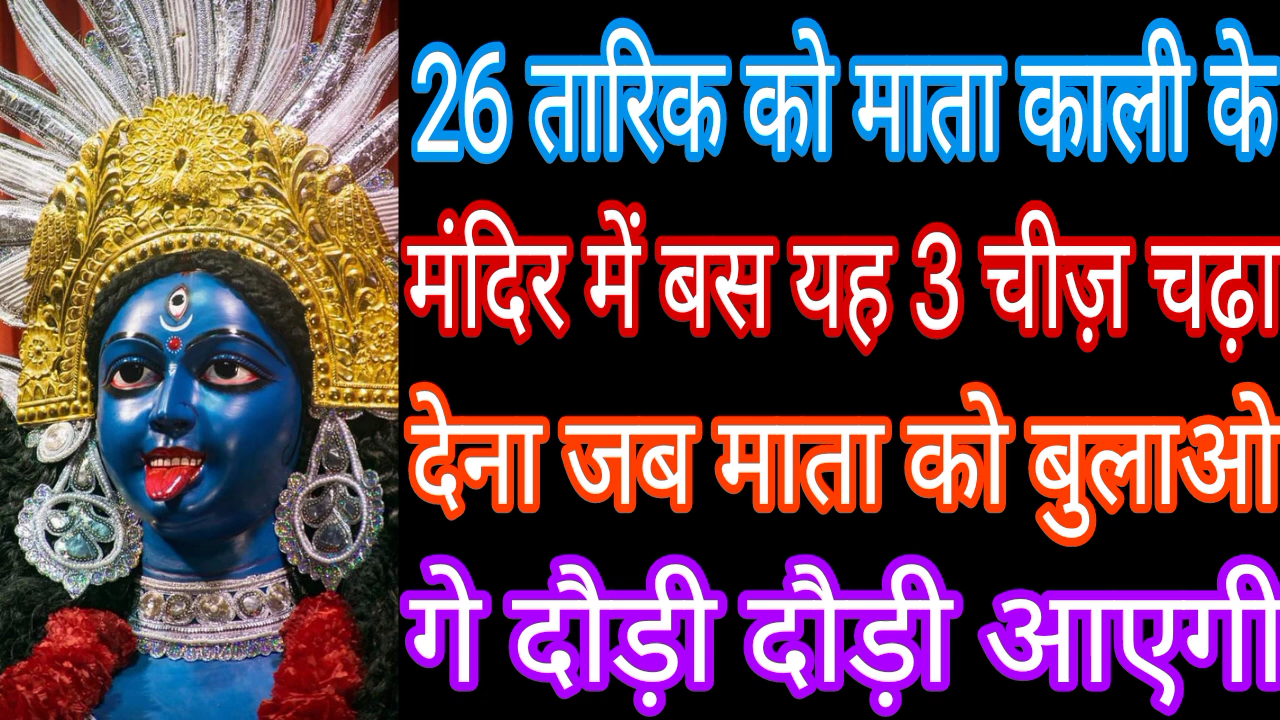 26 तारिक को माता काली के
मंदिर में बस यह 3 चीज़ चढ़ा
देना जब माता को बुलाओ
गे दौड़ी दौड़ी आएगी